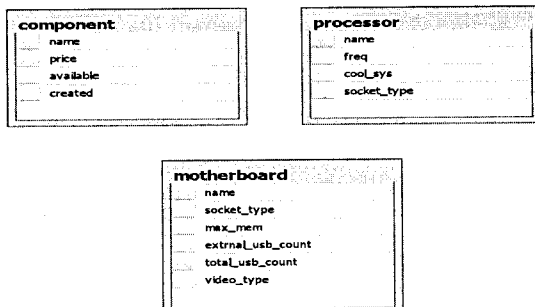 component
name
price
available
created
processor
name
freq
cool_sys
socket_type
motherboard
name
socket_type
max_mem
extrnal_usb_count
total_usb_count
video_type